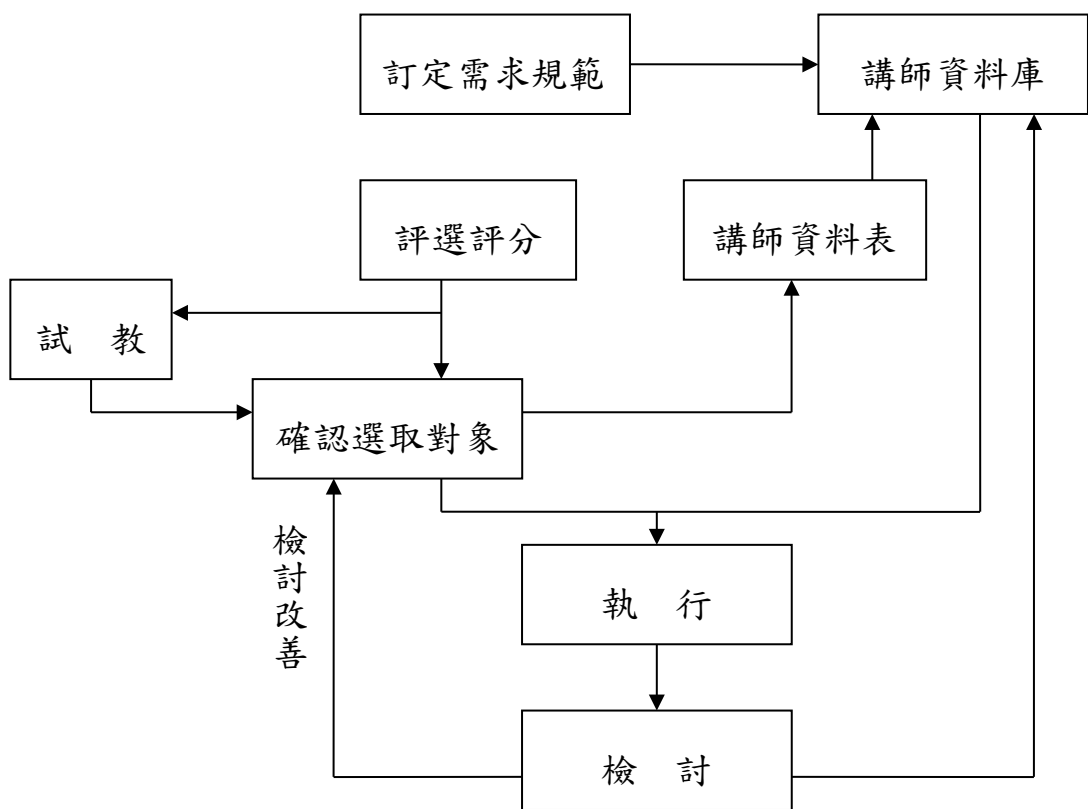 訂定需求規範
講師資料庫
評選評分
講師資料表
試　教
確認選取對象
檢討改善
執　行
檢　討